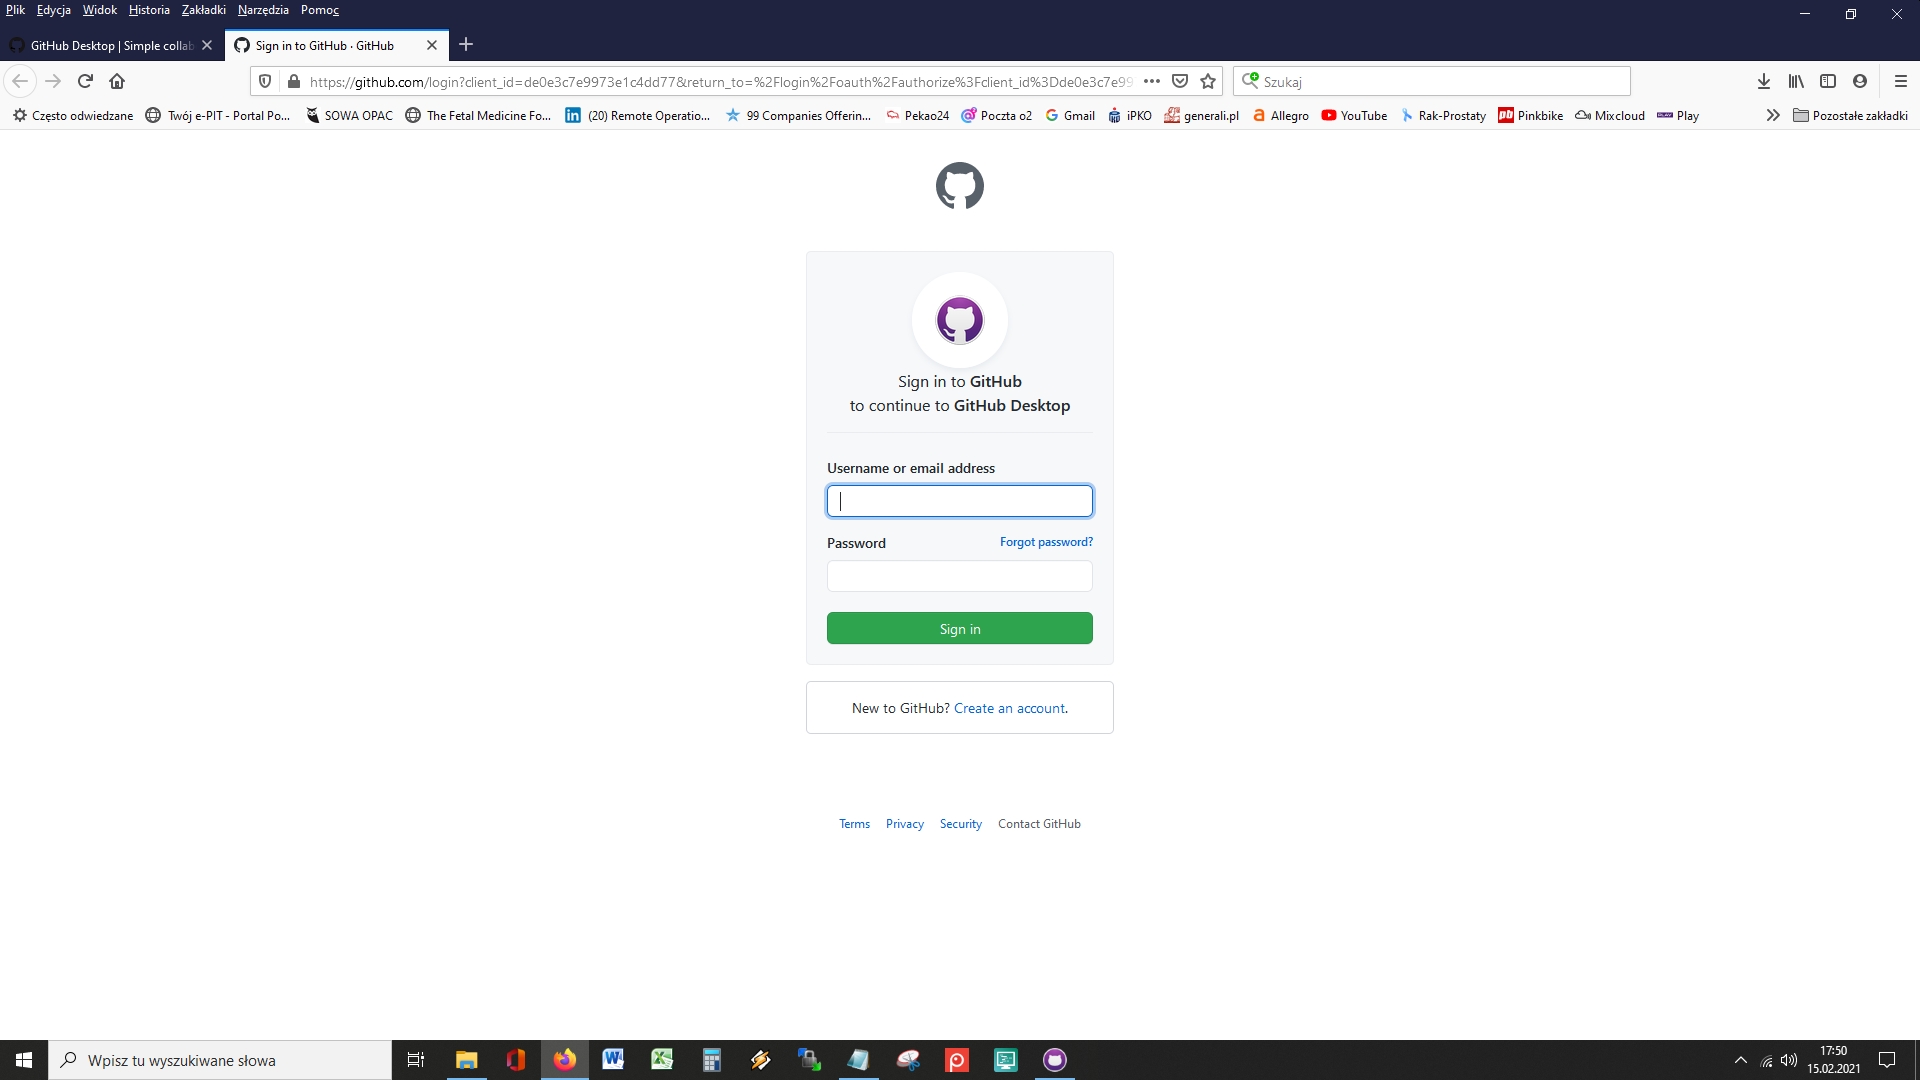 Plik Edycja Widok Historia Zakładki Narzędzia Pomoc
GitHub Desktop | Simple collab
Sign in to GitHub · GitHub
https://github.com/login?client_id=de0e3c7e9973e1c4dd77&return_to=%2Flogin%2Foauth%2Fauthorize%3Fclient_id%3Dde0e3c7e99
Szukaj
Często odwiedzane Twój e-PIT - Portal Po... SOWA OPAC The Fetal Medicine Fo... (20) Remote Operatio... 99 Companies Offerin... Pekao24 Poczta o2 Gmail iPKO generali.pl Allegro YouTube Rak-Prostaty Pinkbike Mixcloud Play Pozostałe zakładki
Sign in to GitHub
to continue to GitHub Desktop
Username or email address
Password Forgot password?
Sign in
New to GitHub? Create an account.
Terms Privacy Security Contact GitHub
Wpisz tu wyszukiwane słowa
17:50
15.02.2021